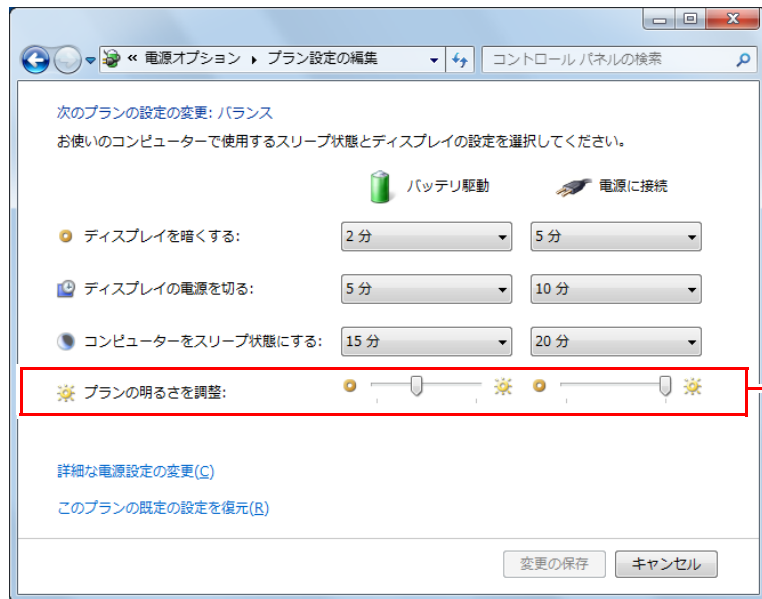 « 電源オプション ▸ プラン設定の編集 コントロール パネルの検索
次のプランの設定の変更: バランス
お使いのコンピューターで使用するスリープ状態とディスプレイの設定を選択してください。
バッテリ駆動 電源に接続
ディスプレイを暗くする: 2 分 5 分
ディスプレイの電源を切る: 5 分 10 分
コンピューターをスリープ状態にする: 15 分 20 分
プランの明るさを調整:
詳細な電源設定の変更(C)
このプランの既定の設定を復元(R)
変更の保存 キャンセル